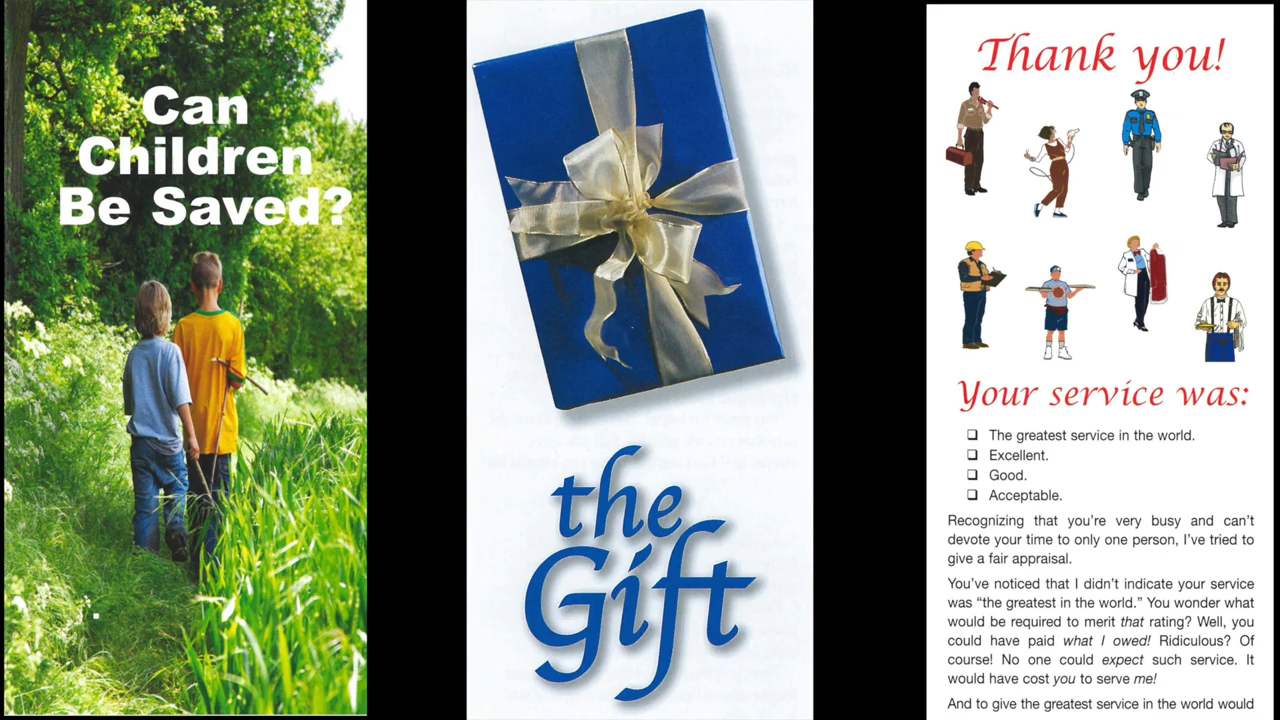 Can
Children
Be Saved?
the
Gift
Thank you!
Your service was:
❏ The greatest service in the world.
❏ Excellent.
❏ Good.
❏ Acceptable.
Recognizing that you're very busy and can't
devote your time to only one person, I've tried to
give a fair appraisal.
You've noticed that I didn't indicate your service
was “the greatest in the world.” You wonder what
would be required to merit that rating? Well, you
could have paid what I owed! Ridiculous? Of
course! No one could expect such service. It
would have cost you to serve me!
And to give the greatest service in the world would